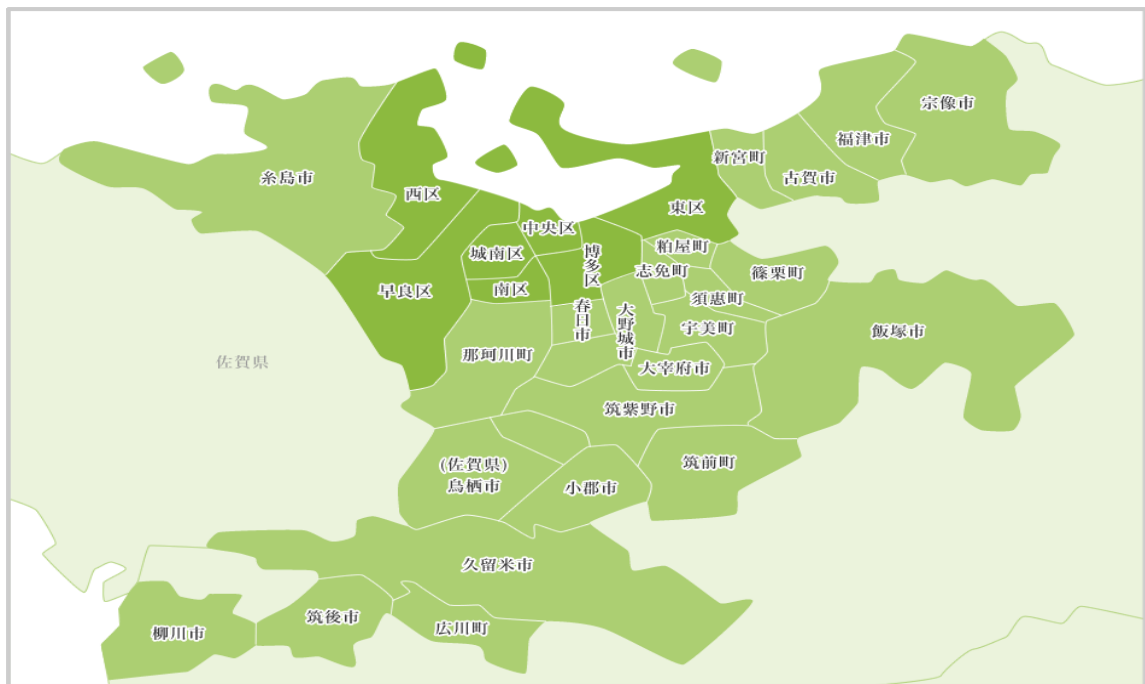 宗像市
福津市
新宮町
古賀市
糸島市
西区
東区
中央区
城南区
博多区
粕屋町
志免町
篠栗町
早良区
南区
須恵町
春日市
大野城市
宇美町
飯塚市
那珂川町
佐賀県
大宰府市
筑紫野市
(佐賀県)
鳥栖市
小郡市
筑前町
久留米市
筑後市
広川町
柳川市